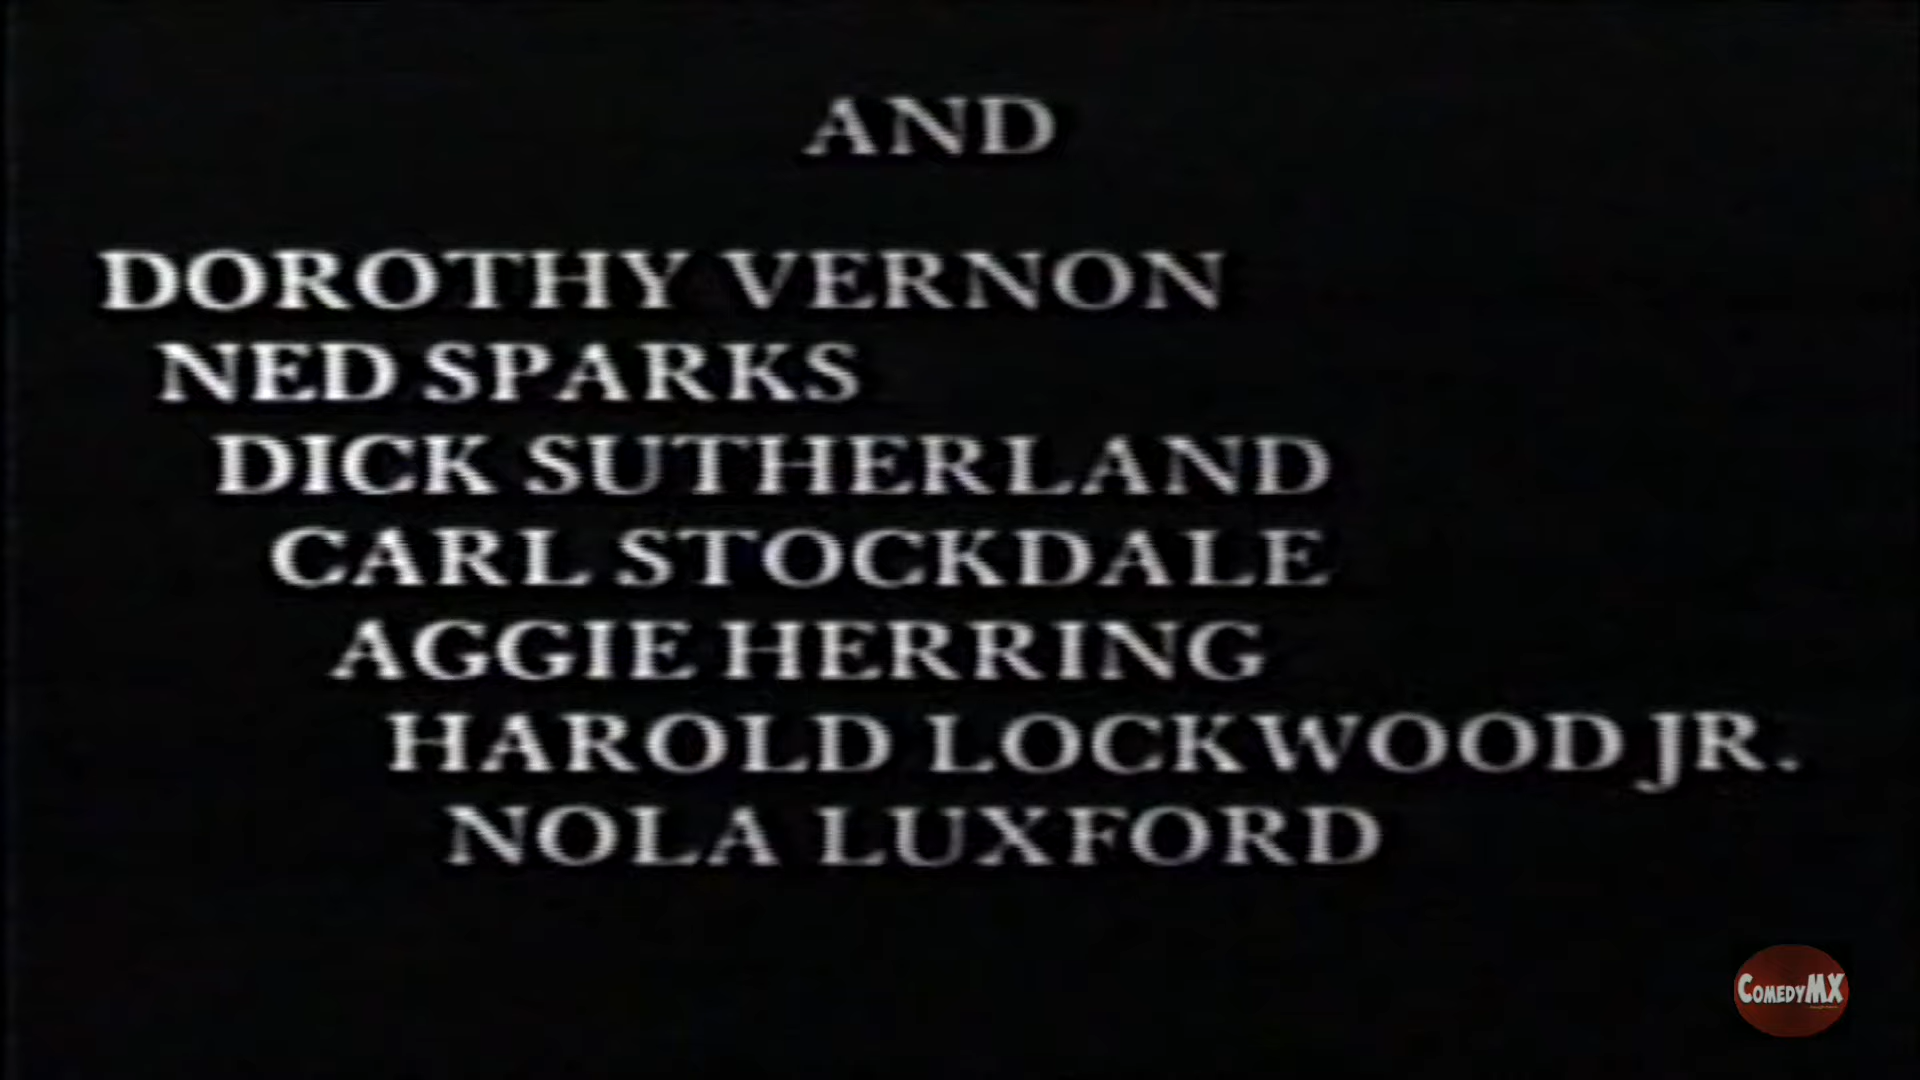 AND
DOROTHY VERNON
NED SPARKS
DICK SUTHERLAND
CARL STOCKDALE
AGGIE HERRING
HAROLD LOCKWOOD JR.
NOLA LUXFORD
COMEDYMX